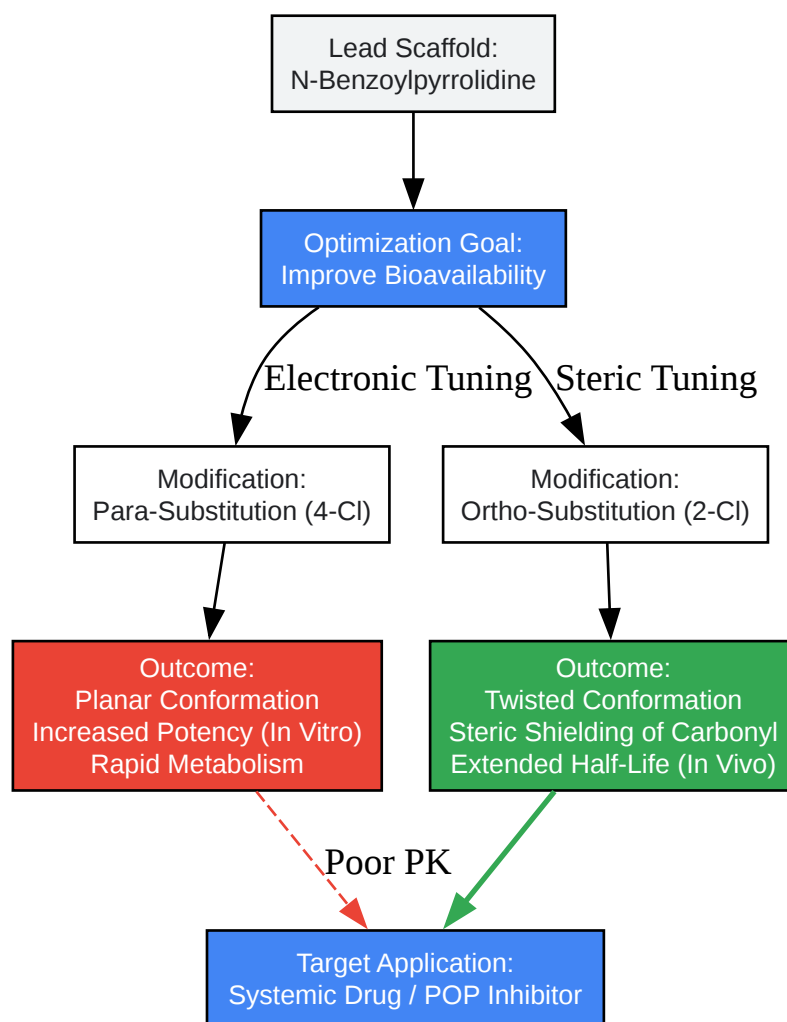 Lead Scaffold:
N-Benzoylpyrrolidine
Optimization Goal:
Improve Bioavailability
Electronic Tuning
Steric Tuning
Modification:
Para-Substitution (4-Cl)
Modification:
Ortho-Substitution (2-Cl)
Outcome:
Planar Conformation
Increased Potency (In Vitro)
Rapid Metabolism
Outcome:
Twisted Conformation
Steric Shielding of Carbonyl
Extended Half-Life (In Vivo)
Poor PK
Target Application:
Systemic Drug / POP Inhibitor